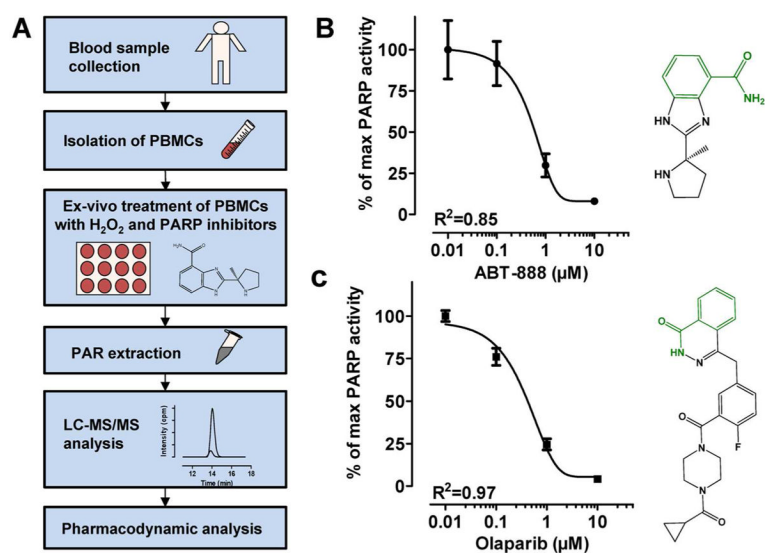 A
Blood sample
collection
Isolation of PBMCs
Ex-vivo treatment of PBMCs
with H₂O₂ and PARP inhibitors
H₂N
O
N
N
H
HN
PAR extraction
LC-MS/MS
analysis
Intensity (cpm)
12 14 16 18
Time (min)
Pharmacodynamic analysis
B
% of max PARP activity
100
75
50
25
0
R²=0.85
0.01 0.1 1 10
ABT-888 (µM)
O
NH₂
HN
N
HN
C
% of max PARP activity
100
75
50
25
0
R²=0.97
0.01 0.1 1 10
Olaparib (µM)
O
HN
N
O
F
N
N
O